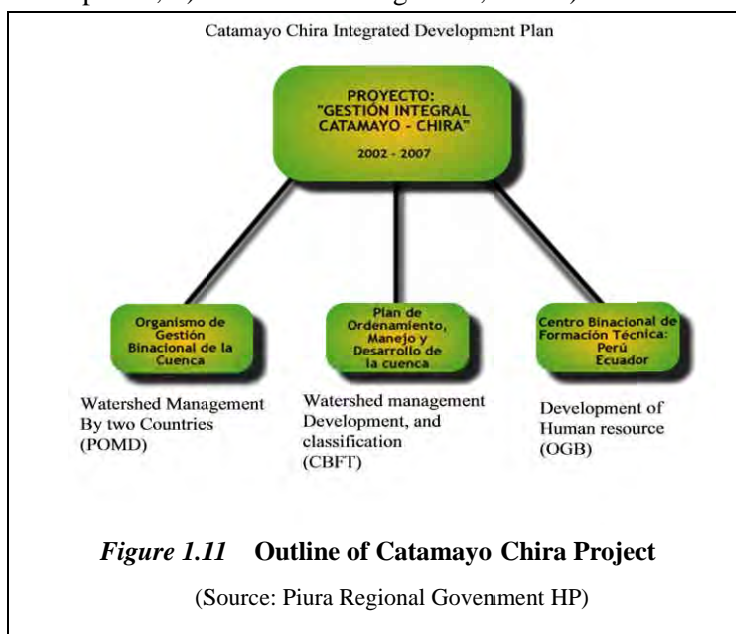 Catamayo Chira Integrated Development Plan
PROYECTO:
"GESTIÓN INTEGRAL
CATAMAYO - CHIRA"
2002 - 2007
Organismo de
Gestión
Binacional de la
Cuenca
Plan de
Ordenamiento,
Manejo y
Desarrollo de
la cuenca
Centro Binacional de
Formación Técnica:
Perú
Ecuador
Watershed Management
By two Countries
(POMD)
Watershed management
Development, and
classification
(CBFT)
Development of
Human resource
(OGB)
Figure 1.11 Outline of Catamayo Chira Project
(Source: Piura Regional Govenment HP)